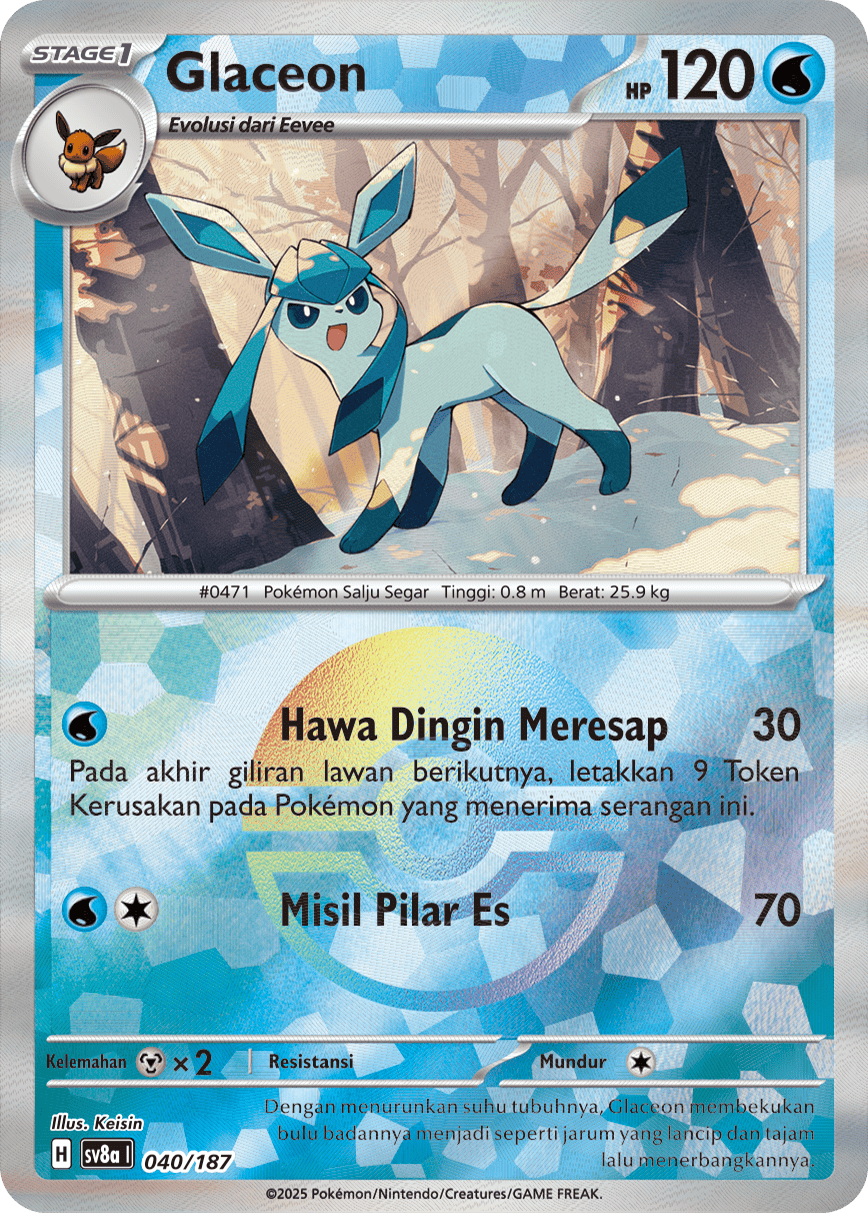 STAGE1
Glaceon
HP 120
Evolusi dari Eevee
#0471 Pokémon Salju Segar Tinggi: 0.8 m Berat: 25.9 kg
Hawa Dingin Meresap 30
Pada akhir giliran lawan berikutnya, letakkan 9 Token
Kerusakan pada Pokémon yang menerima serangan ini.
Misil Pilar Es 70
Kelemahan ×2 Resistansi Mundur
Illus. Keisin
Dengan menurunkan suhu tubuhnya, Glaceon membekukan
bulu badannya menjadi seperti jarum yang lancip dan tajam
lalu menerbangkannya.
H sv8a I 040/187
©2025 Pokémon/Nintendo/Creatures/GAME FREAK.